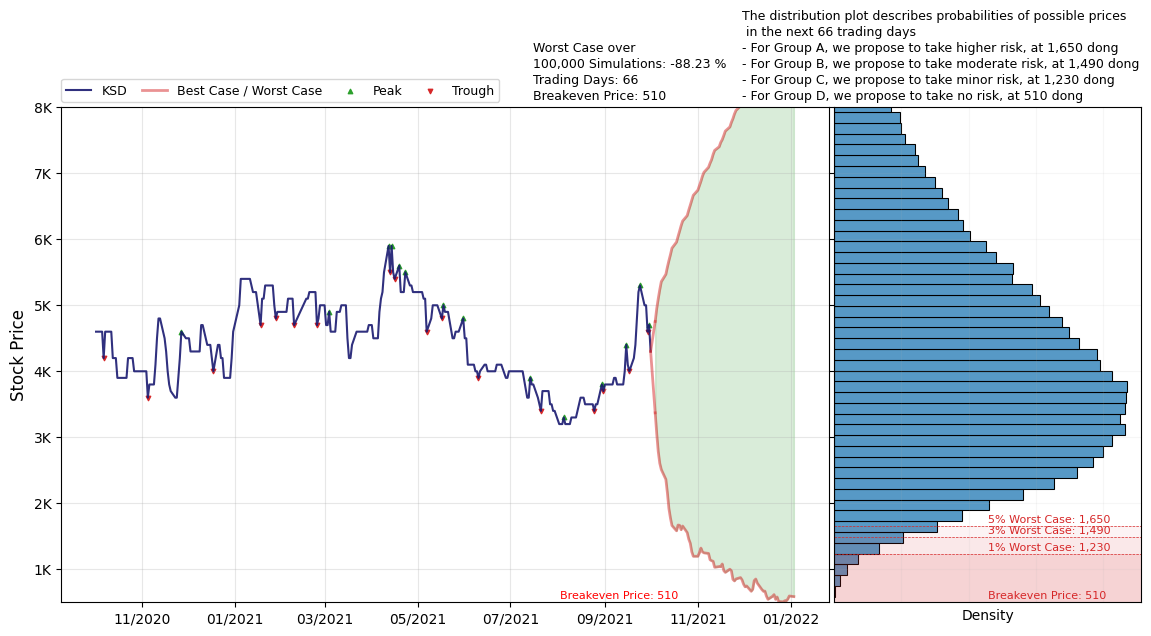 The distribution plot describes probabilities of possible prices
in the next 66 trading days
- For Group A, we propose to take higher risk, at 1,650 dong
- For Group B, we propose to take moderate risk, at 1,490 dong
- For Group C, we propose to take minor risk, at 1,230 dong
- For Group D, we propose to take no risk, at 510 dong
Worst Case over
100,000 Simulations: -88.23 %
Trading Days: 66
Breakeven Price: 510
KSD
Best Case / Worst Case
Peak
Trough
Stock Price
8K
7K
6K
5K
4K
3K
2K
1K
11/2020
01/2021
03/2021
05/2021
07/2021
09/2021
11/2021
01/2022
Breakeven Price: 510
5% Worst Case: 1,650
3% Worst Case: 1,490
1% Worst Case: 1,230
Breakeven Price: 510
Density